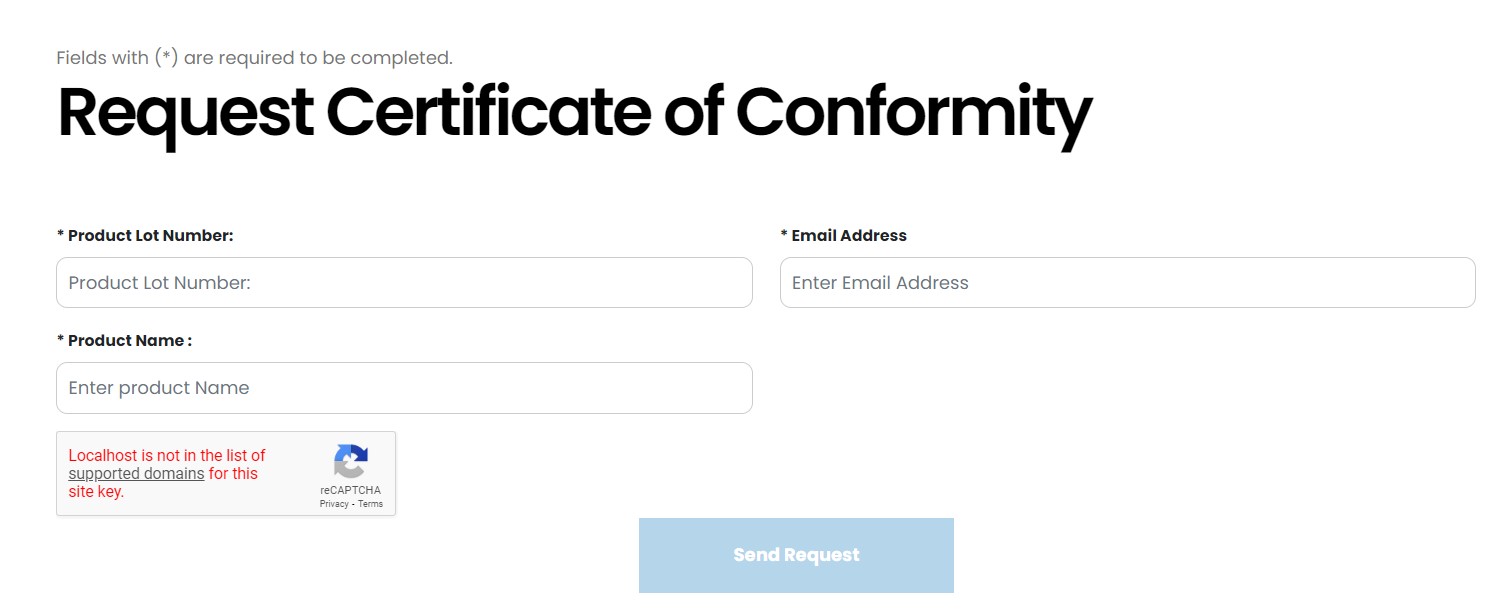 Fields with (*) are required to be completed.
Request Certificate of Conformity
* Product Lot Number:
Product Lot Number:
* Email Address
Enter Email Address
* Product Name :
Enter product Name
Localhost is not in the list of
supported domains for this
site key.
reCAPTCHA
Privacy - Terms
Send Request